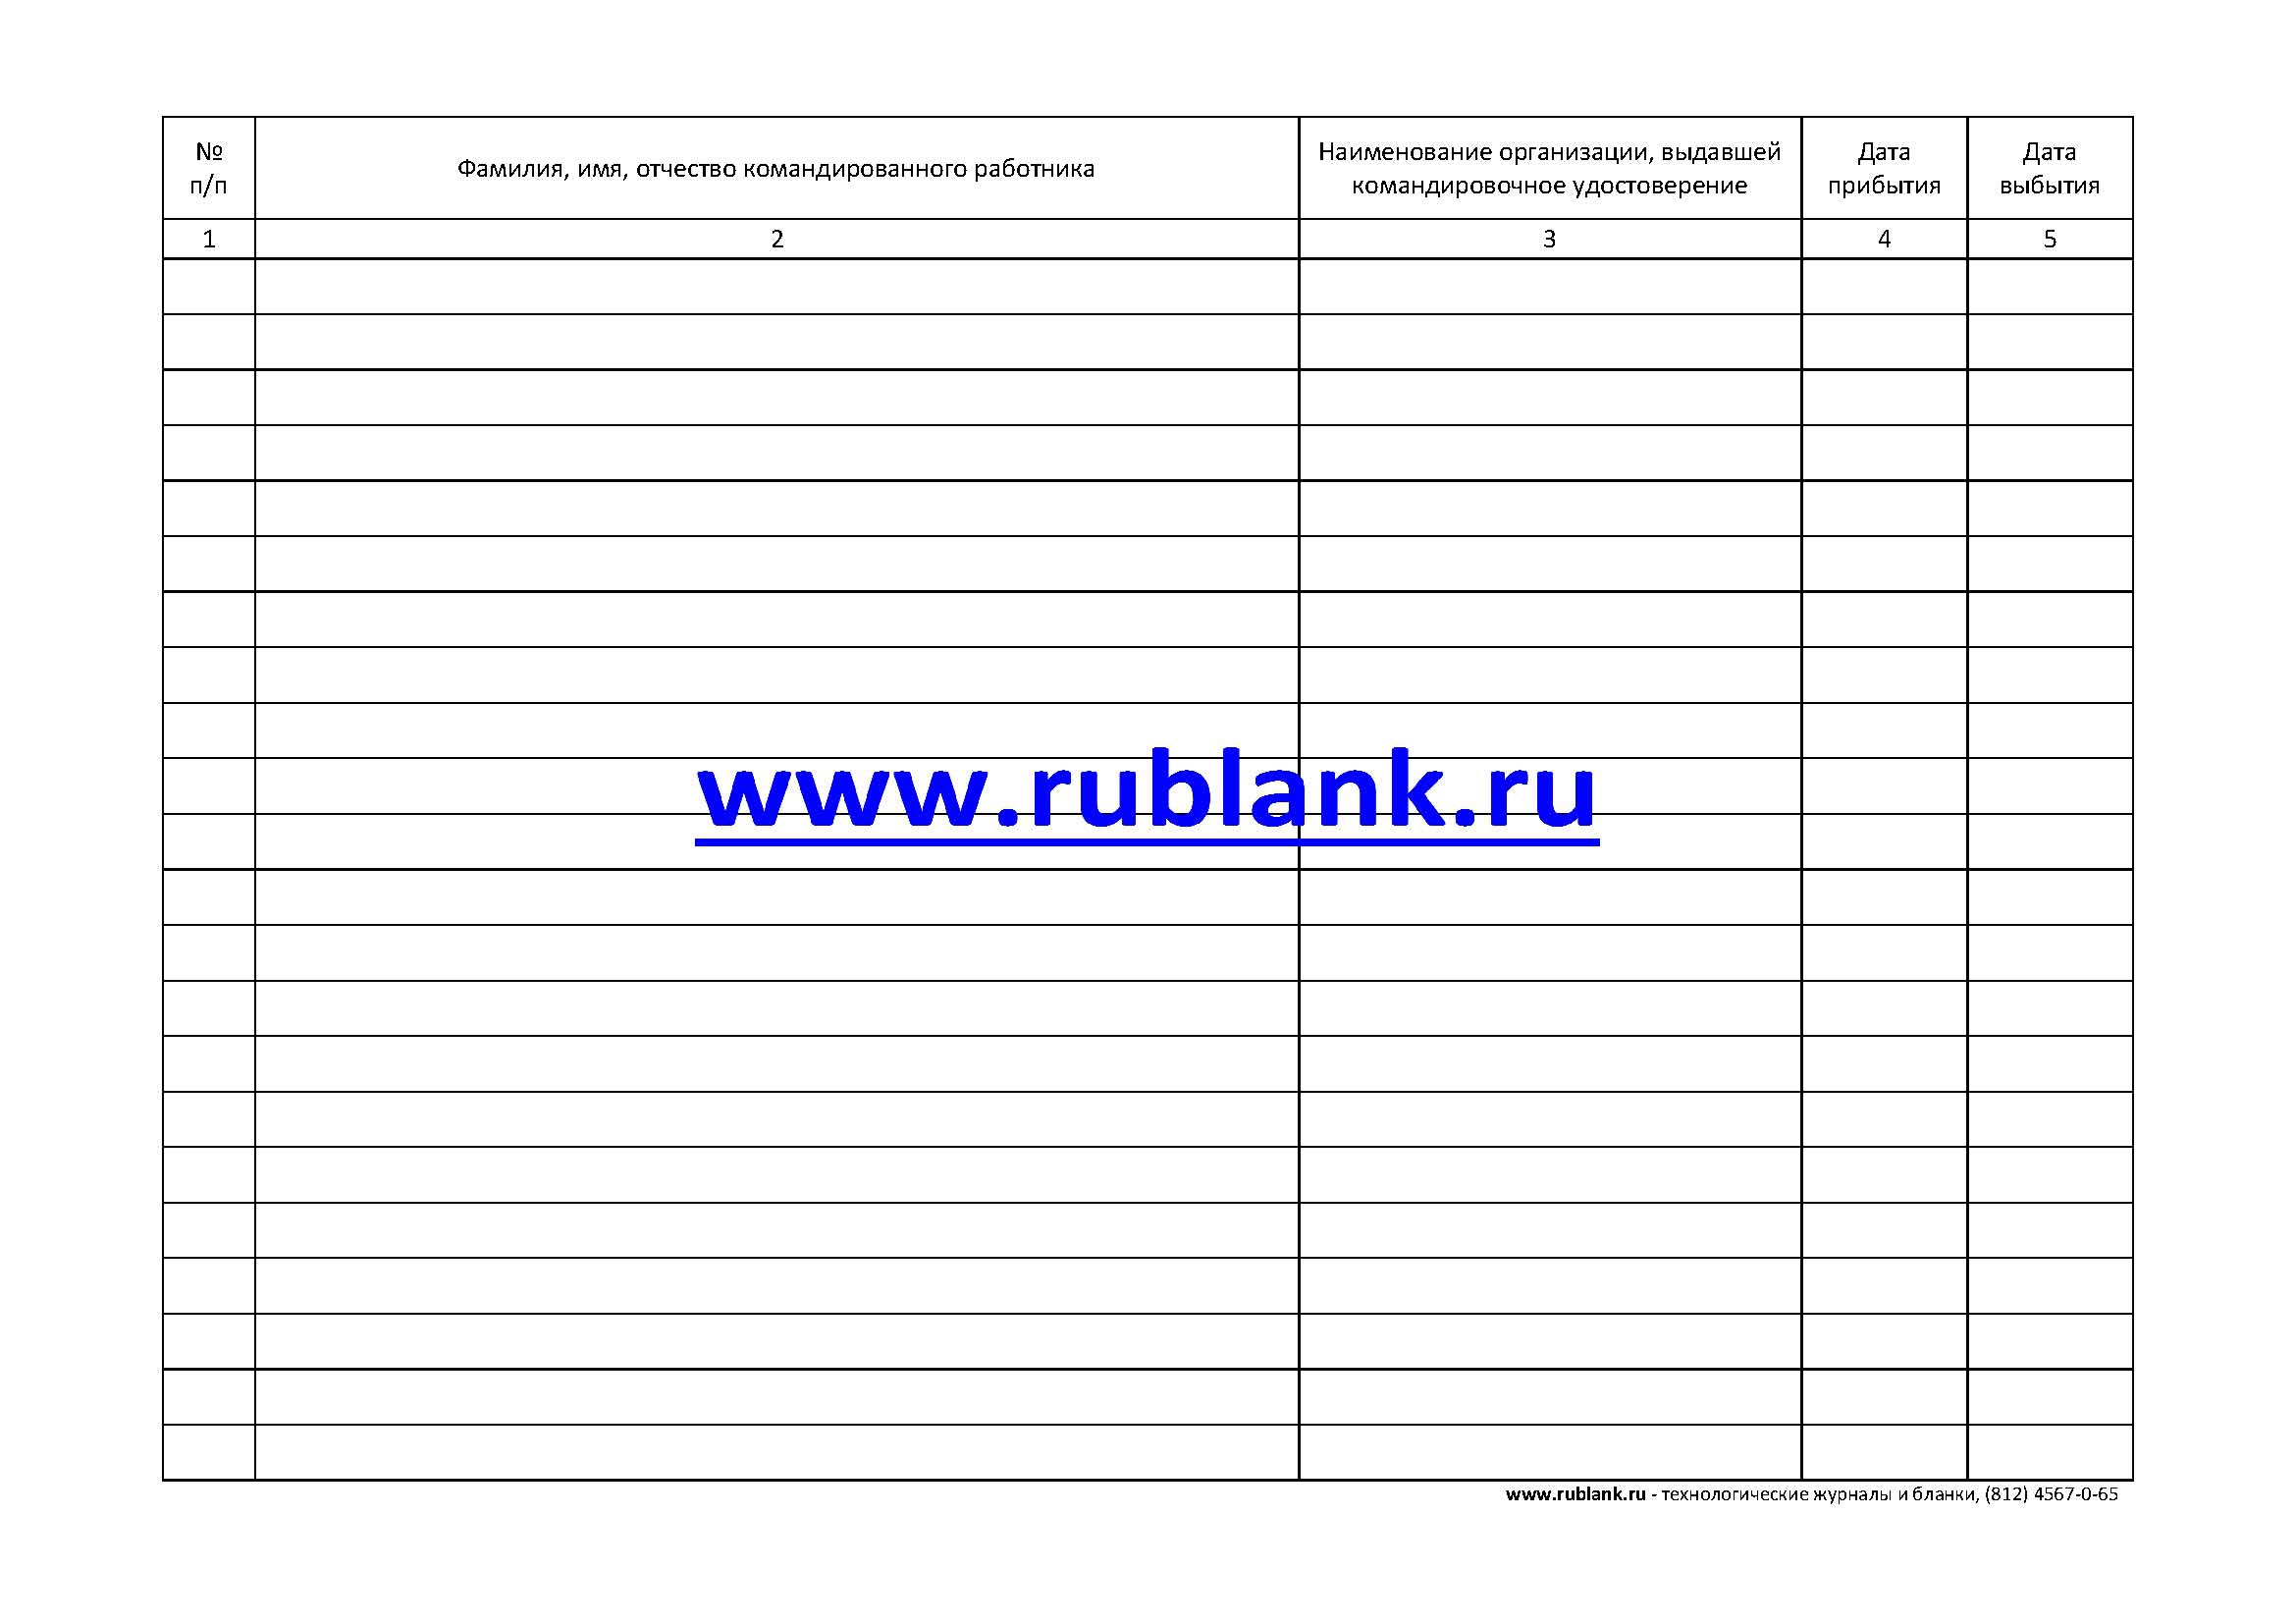 №
п/п
Фамилия, имя, отчество командированного работника
Наименование организации, выдавшей
командировочное удостоверение
Дата
прибытия
Дата
выбытия
1 2 3 4 5
www.rublank.ru
www.rublank.ru - технологические журналы и бланки, (812) 4567-0-65